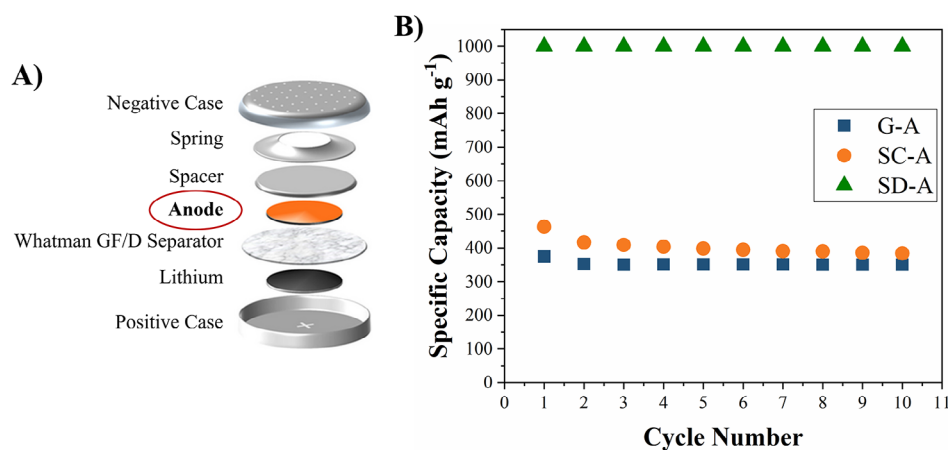 A)
Negative Case
Spring
Spacer
Anode
Whatman GF/D Separator
Lithium
Positive Case
B)
Specific Capacity (mAh g⁻¹)
1000
900
800
700
600
500
400
300
200
100
0
0 1 2 3 4 5 6 7 8 9 10 11
Cycle Number
G-A
SC-A
SD-A